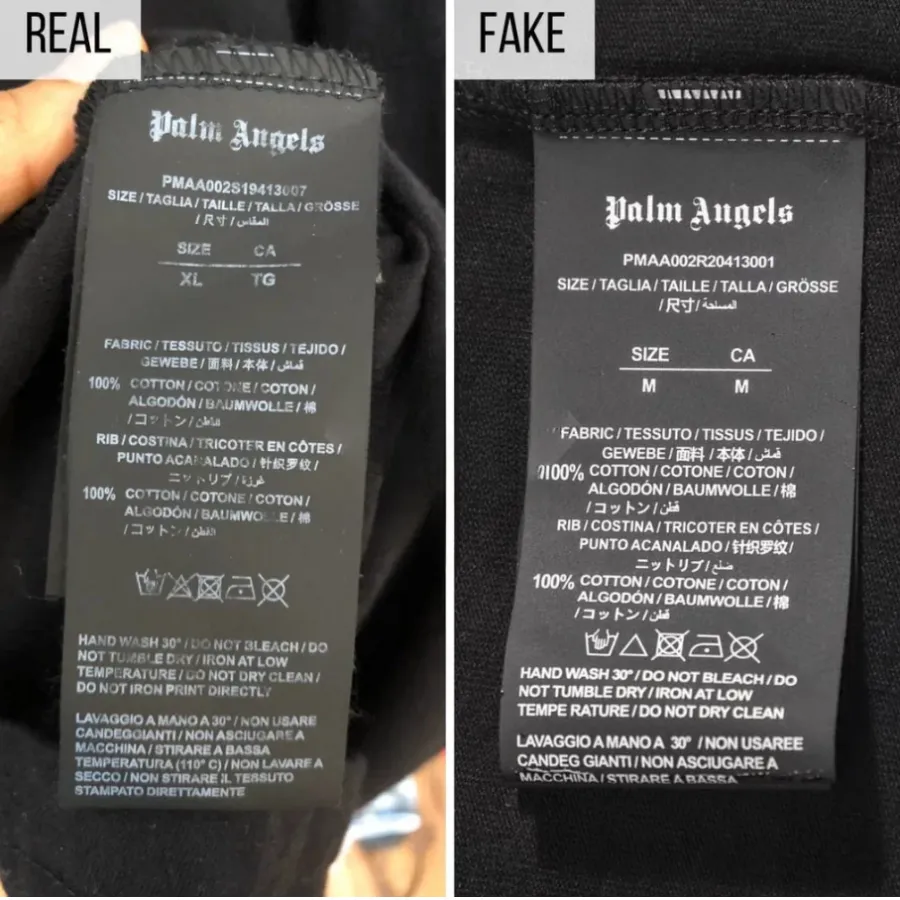 REAL
Palm Angels
PMAA002S19413007
SIZE / TAGLIA / TAILLE / TALLA / GRÖSSE
/ 尺寸 / المقاس
SIZE CA
XL TG
FABRIC / TESSUTO / TISSUS / TEJIDO /
GEWEBE / 面料 / 本体 / قماش
100% COTTON / COTONE / COTON /
ALGODÓN / BAUMWOLLE / 棉
/ コットン / القطن
RIB / COSTINA / TRICOTER EN CÔTES /
PUNTO ACANALADO / 针织罗纹 /
ニットリブ / غرزة
100% COTTON / COTONE / COTON /
ALGODÓN / BAUMWOLLE / 棉
/ コットン / القطن
HAND WASH 30° / DO NOT BLEACH / DO
NOT TUMBLE DRY / IRON AT LOW
TEMPERATURE / DO NOT DRY CLEAN /
DO NOT IRON PRINT DIRECTLY
LAVAGGIO A MANO A 30° / NON USARE
CANDEGGIANTI / NON ASCIUGARE A
MACCHINA / STIRARE A BASSA
TEMPERATURA (110° C) / NON LAVARE A
SECCO / NON STIRARE IL TESSUTO
STAMPATO DIRETTAMENTE
FAKE
Palm Angels
PMAA002R20413001
SIZE / TAGLIA / TAILLE / TALLA / GRÖSSE
/ 尺寸 /
SIZE CA
M M
FABRIC / TESSUTO / TISSUS / TEJIDO /
GEWEBE / 面料 / 本体 / قماش
100% COTTON / COTONE / COTON /
ALGODÓN / BAUMWOLLE / 棉
/ コットン / قطن
RIB / COSTINA / TRICOTER EN CÔTES /
PUNTO ACANALADO / 针织罗纹 /
ニットリブ / ضلع
100% COTTON / COTONE / COTON /
ALGODÓN / BAUMWOLLE / 棉
/ コットン / قطن
HAND WASH 30° / DO NOT BLEACH / DO
NOT TUMBLE DRY / IRON AT LOW
TEMPE RATURE / DO NOT DRY CLEAN
LAVAGGIO A MANO A 30° / NON USAREE
CANDEG GIANTI / NON ASCIUGARE A
MACCHINA / STIRARE A BASSA